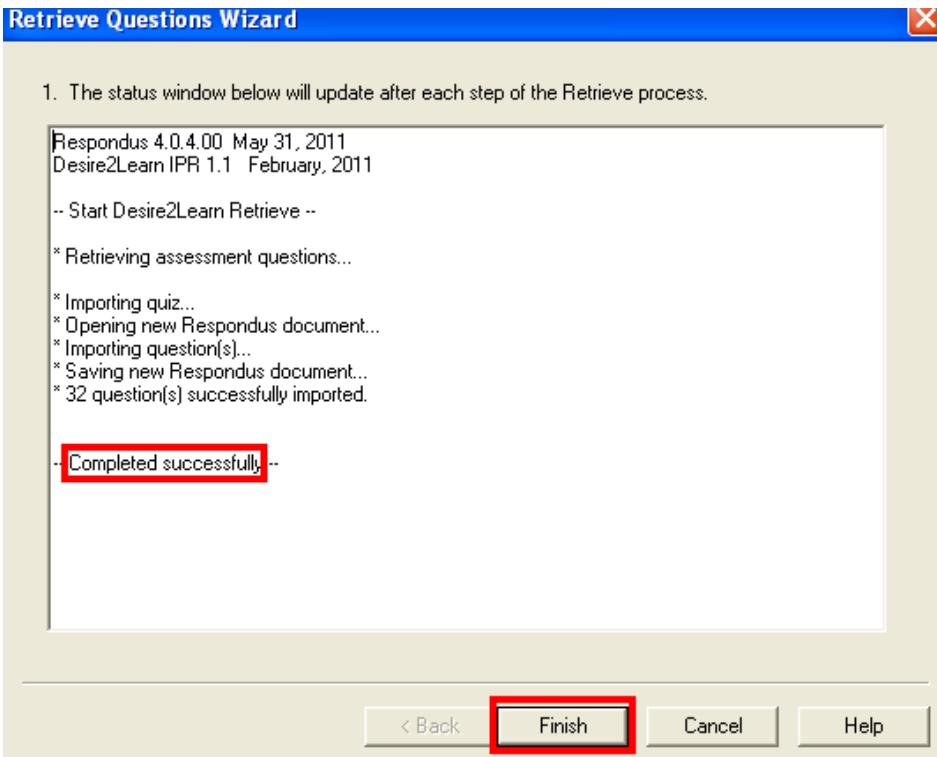 Retrieve Questions Wizard
1. The status window below will update after each step of the Retrieve process.
Respondus 4.0.4.00 May 31, 2011
Desire2Learn IPR 1.1 February, 2011
-- Start Desire2Learn Retrieve --
* Retrieving assessment questions...
* Importing quiz...
* Opening new Respondus document...
* Importing question(s)...
* Saving new Respondus document...
* 32 question(s) successfully imported.
-- Completed successfully --
< Back Finish Cancel Help